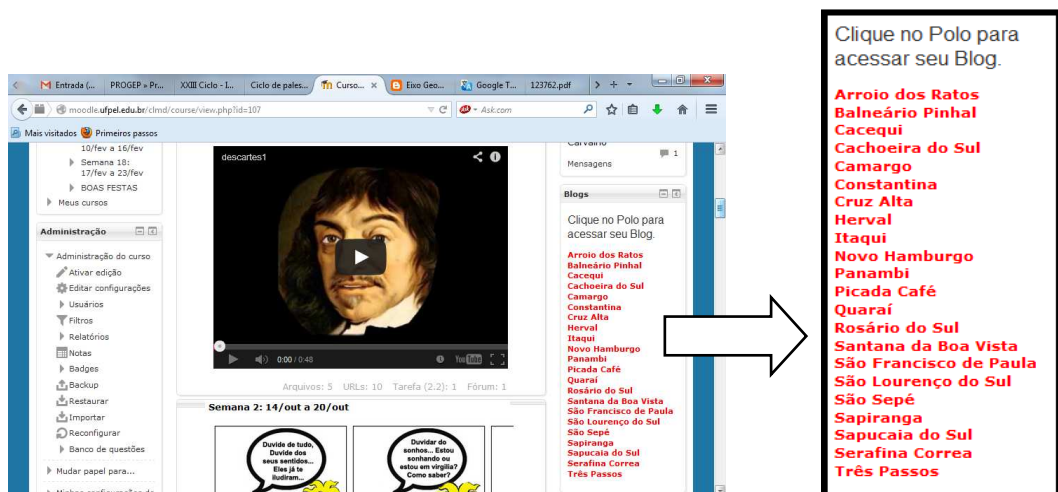 Entrada (...
PROGEP » Pr...
XXIII Ciclo - I...
Ciclo de pales...
Curso...
Eixo Geo...
Google T...
123762.pdf
moodle.ufpel.edu.br/clmd/course/view.php?id=107
Ask.com
Mais visitados
Primeiros passos
10/fev a 16/fev
Semana 18:
17/fev a 23/fev
BOAS FESTAS
Meus cursos
Administração
Administração do curso
Ativar edição
Editar configurações
Usuários
Filtros
Relatórios
Notas
Badges
Backup
Restaurar
Importar
Reconfigurar
Banco de questões
Mudar papel para...
descartes1
0:00 / 0:48
YouTube
Arquivos: 5 URLs: 10 Tarefa (2.2): 1 Fórum: 1
Semana 2: 14/out a 20/out
Duvide de tudo,
Duvide dos
seus sentidos...
Eles já te
iludiram...
Duvidar do
sonhos... Estou
sonhando ou
estou em virgília?
Como saber?
Carvalho
1
Mensagens
Blogs
Clique no Polo para
acessar seu Blog.
Arroio dos Ratos
Balneário Pinhal
Cacequi
Cachoeira do Sul
Camargo
Constantina
Cruz Alta
Herval
Itaqui
Novo Hamburgo
Panambi
Picada Café
Quaraí
Rosário do Sul
Santana da Boa Vista
São Francisco de Paula
São Lourenço do Sul
São Sepé
Sapiranga
Sapucaia do Sul
Serafina Correa
Três Passos
Clique no Polo para
acessar seu Blog.
Arroio dos Ratos
Balneário Pinhal
Cacequi
Cachoeira do Sul
Camargo
Constantina
Cruz Alta
Herval
Itaqui
Novo Hamburgo
Panambi
Picada Café
Quaraí
Rosário do Sul
Santana da Boa Vista
São Francisco de Paula
São Lourenço do Sul
São Sepé
Sapiranga
Sapucaia do Sul
Serafina Correa
Três Passos